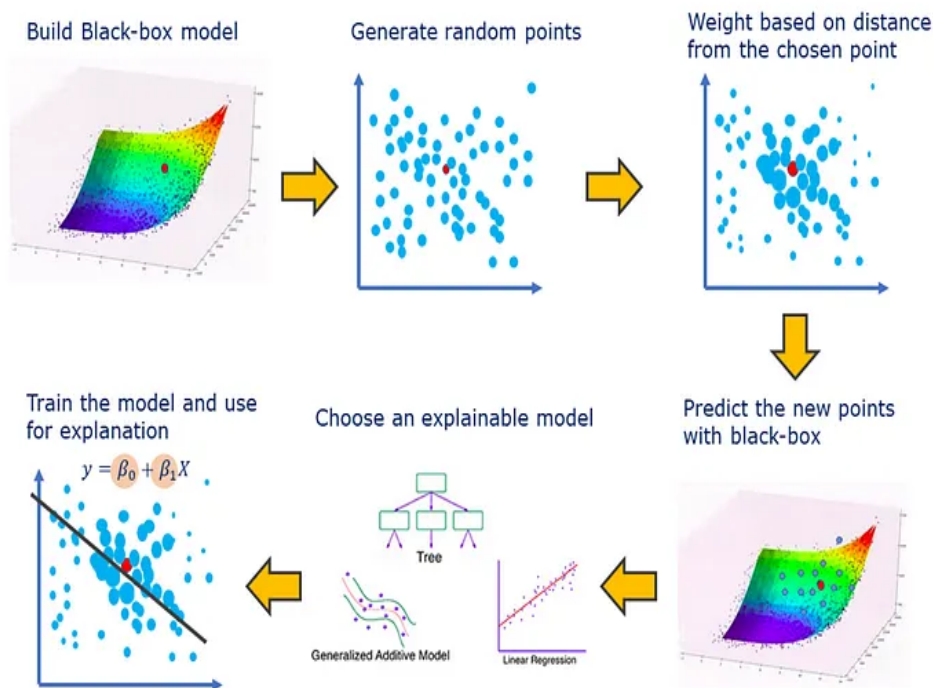 Build Black-box model
Generate random points
Weight based on distance
from the chosen point
Predict the new points
with black-box
Choose an explainable model
Tree
Generalized Additive Model
Linear Regression
Train the model and use
for explanation
y = β₀ + β₁X